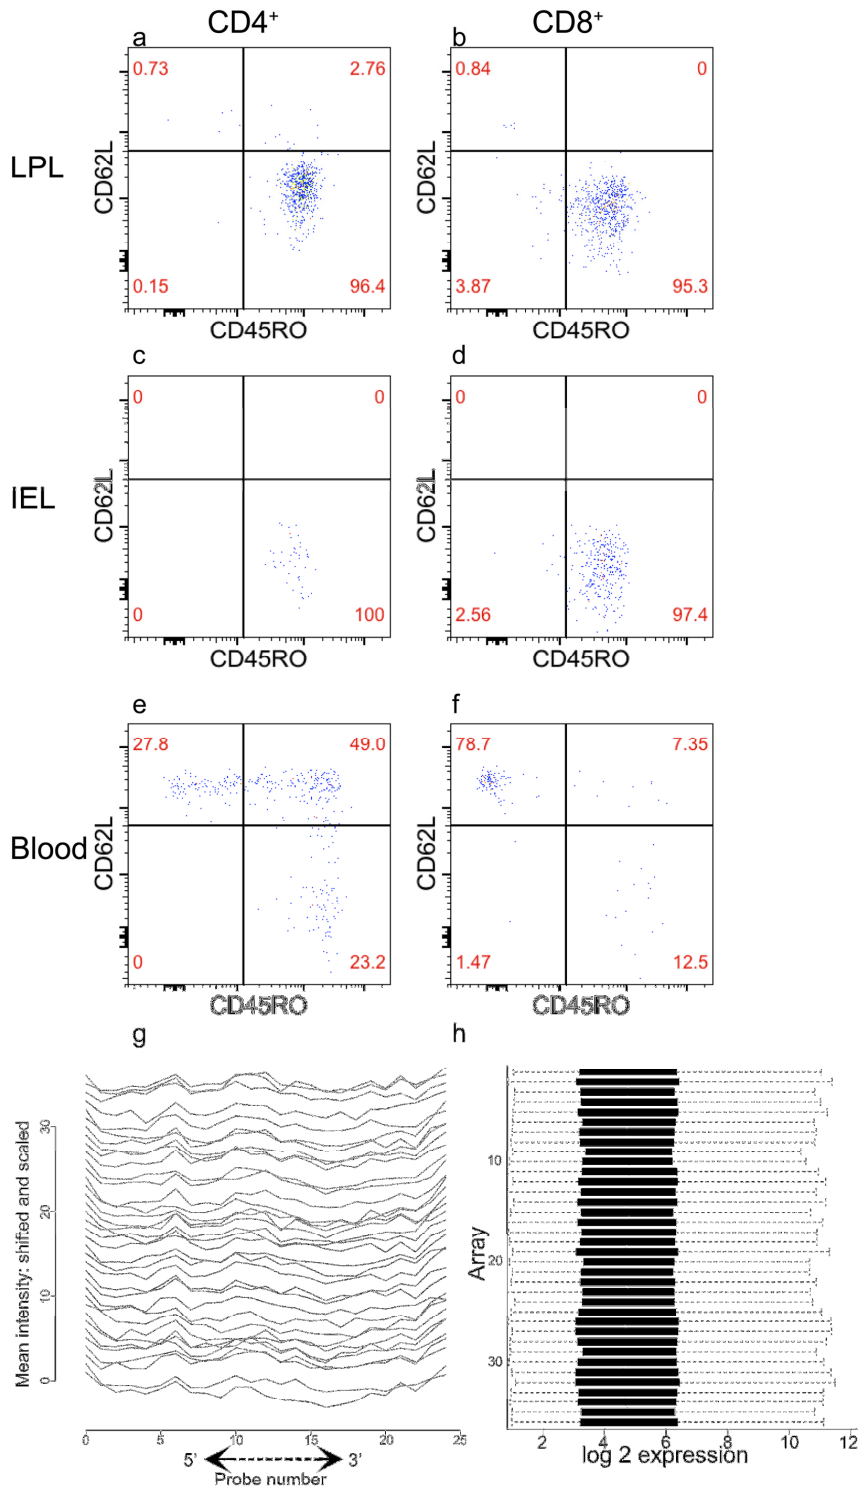 CD4+ CD8+
a b
0.73 2.76 0.84 0
LPL CD62L CD62L
0.15 96.4 3.87 95.3
CD45RO CD45RO
c d
0 0 0 0
IEL CD62L CD62L
0 100 2.56 97.4
CD45RO CD45RO
e f
27.8 49.0 78.7 7.35
Blood CD62L CD62L
0 23.2 1.47 12.5
CD45RO CD45RO
g h
Mean intensity: shifted and scaled
30
20
10
0
0 5 10 15 20 25
5' 3'
Probe number
Array
10
20
30
2 4 6 8 10 12
log 2 expression